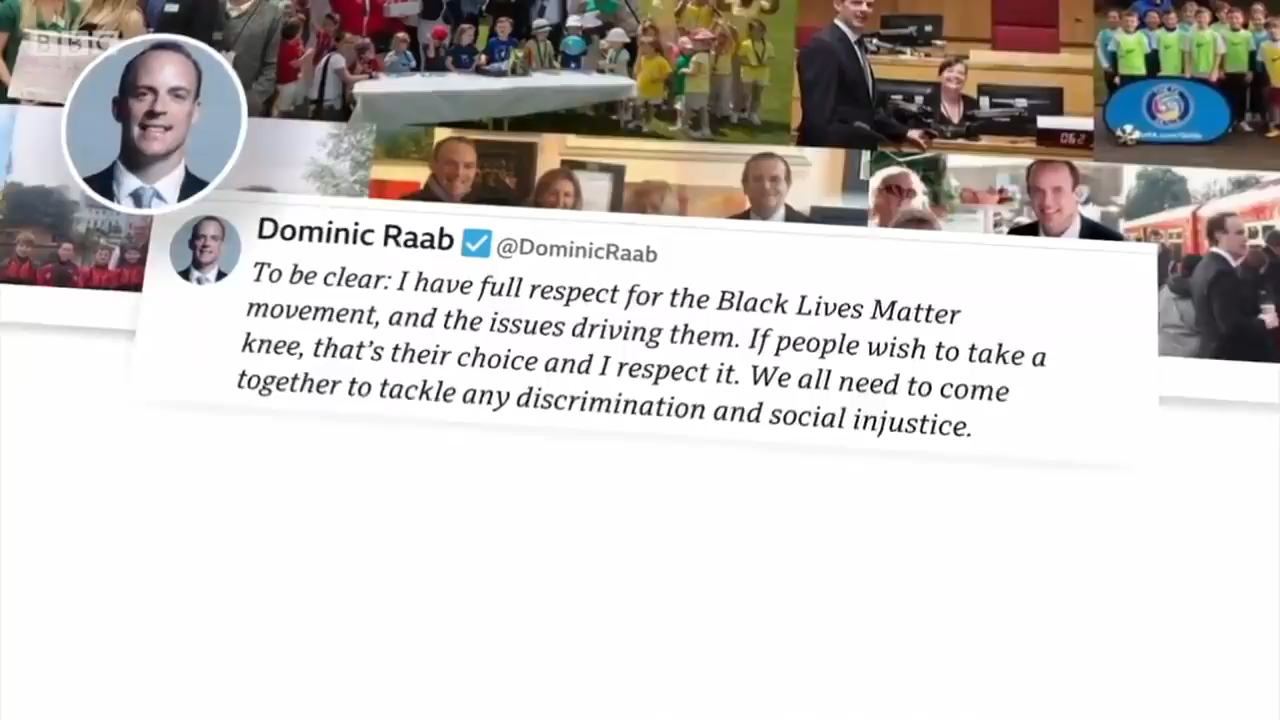 BBC
062
Dominic Raab @DominicRaab
To be clear: I have full respect for the Black Lives Matter
movement, and the issues driving them. If people wish to take a
knee, that's their choice and I respect it. We all need to come
together to tackle any discrimination and social injustice.